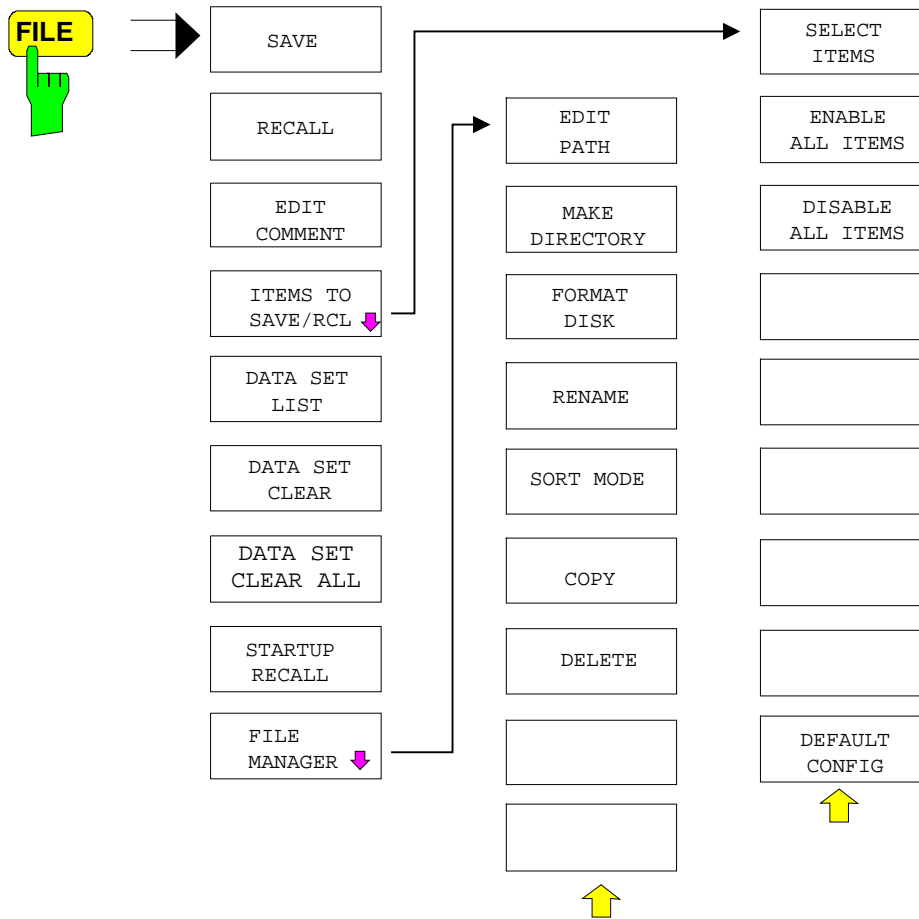 FILE
SAVE
RECALL
EDIT
COMMENT
ITEMS TO
SAVE/RCL
DATA SET
LIST
DATA SET
CLEAR
DATA SET
CLEAR ALL
STARTUP
RECALL
FILE
MANAGER
EDIT
PATH
MAKE
DIRECTORY
FORMAT
DISK
RENAME
SORT MODE
COPY
DELETE
SELECT
ITEMS
ENABLE
ALL ITEMS
DISABLE
ALL ITEMS
DEFAULT
CONFIG